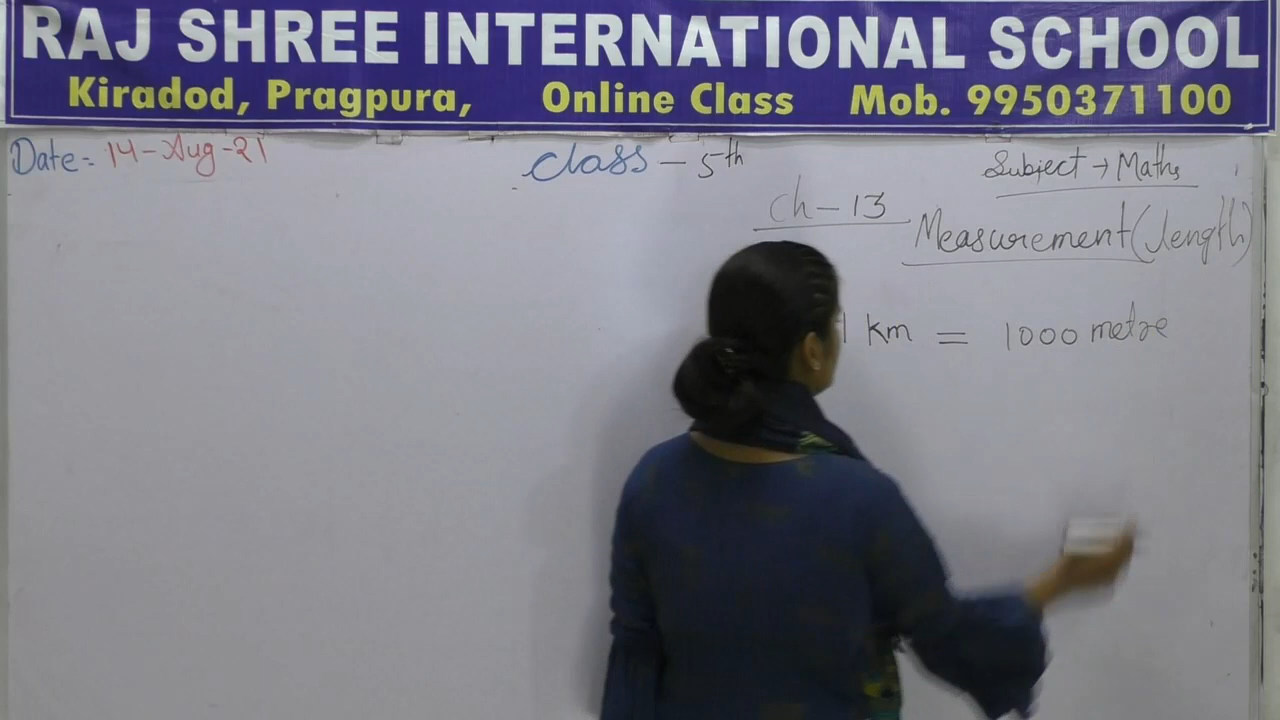 RAJ SHREE INTERNATIONAL SCHOOL
Kiradod, Pragpura, Online Class Mob. 9950371100
Date:- 14-Aug-21 Class - 5th Subject → Maths
Ch-13 Measurement (length)
1 km = 1000 metre